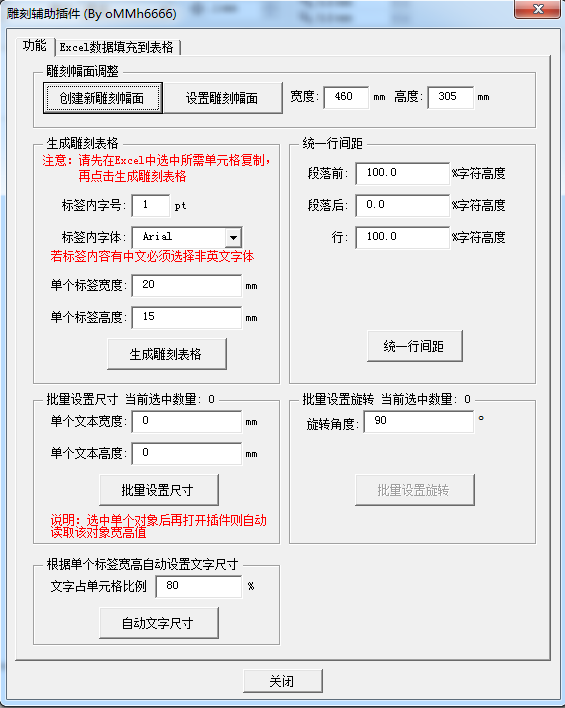 雕刻辅助插件 (By oMMh6666)
功能
Excel数据填充到表格
雕刻幅面调整
创建新雕刻幅面
设置雕刻幅面
宽度: 460 mm 高度: 305 mm
生成雕刻表格
注意: 请先在Excel中选中所需单元格复制,
再点击生成雕刻表格
标签内字号: 1 pt
标签内字体: Arial
若标签内容有中文必须选择非英文字体
单个标签宽度: 20 mm
单个标签高度: 15 mm
生成雕刻表格
统一行间距
段落前: 100.0 %字符高度
段落后: 0.0 %字符高度
行: 100.0 %字符高度
统一行间距
批量设置尺寸 当前选中数量: 0
单个文本宽度: 0 mm
单个文本高度: 0 mm
批量设置尺寸
说明: 选中单个对象后再打开插件则自动
读取该对象宽高值
批量设置旋转 当前选中数量: 0
旋转角度: 90 °
批量设置旋转
根据单个标签宽高自动设置文字尺寸
文字占单元格比例 80 %
自动文字尺寸
关闭